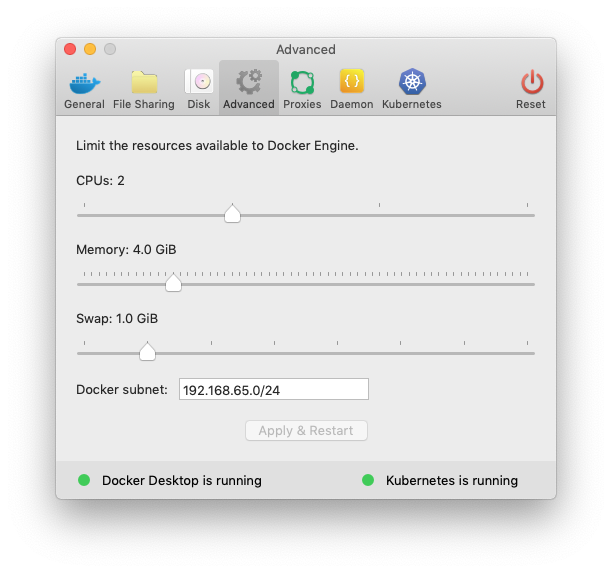 Advanced
General File Sharing Disk Advanced Proxies Daemon Kubernetes Reset
Limit the resources available to Docker Engine.
CPUs: 2
Memory: 4.0 GiB
Swap: 1.0 GiB
Docker subnet: 192.168.65.0/24
Apply & Restart
Docker Desktop is running Kubernetes is running